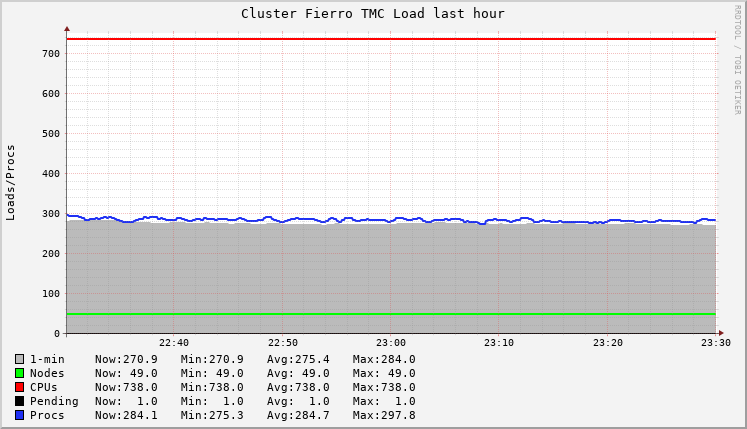 Cluster Fierro TMC Load last hour
RRDTOOL / TOBI OETIKER
Loads/Procs
700
600
500
400
300
200
100
0
22:40 22:50 23:00 23:10 23:20 23:30
1-min Now:270.9 Min:270.9 Avg:275.4 Max:284.0
Nodes Now: 49.0 Min: 49.0 Avg: 49.0 Max: 49.0
CPUs Now:738.0 Min:738.0 Avg:738.0 Max:738.0
Pending Now: 1.0 Min: 1.0 Avg: 1.0 Max: 1.0
Procs Now:284.1 Min:275.3 Avg:284.7 Max:297.8